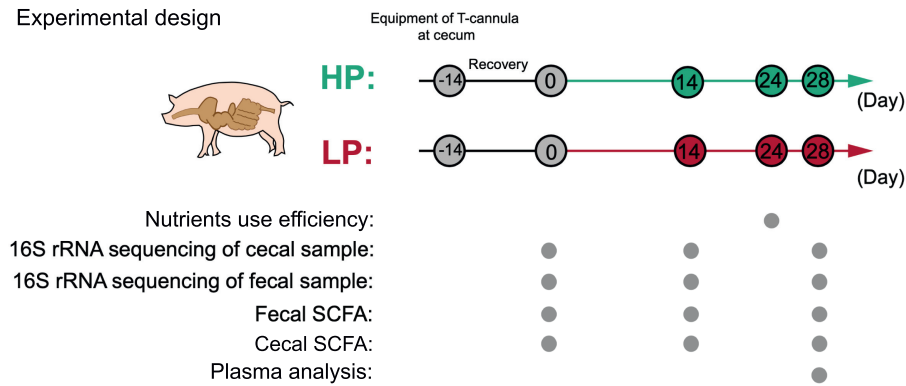 Experimental design
Equipment of T-cannula
at cecum
HP:
-14
Recovery
0
14
24
28
(Day)
LP:
-14
0
14
24
28
(Day)
Nutrients use efficiency:
16S rRNA sequencing of cecal sample:
16S rRNA sequencing of fecal sample:
Fecal SCFA:
Cecal SCFA:
Plasma analysis: